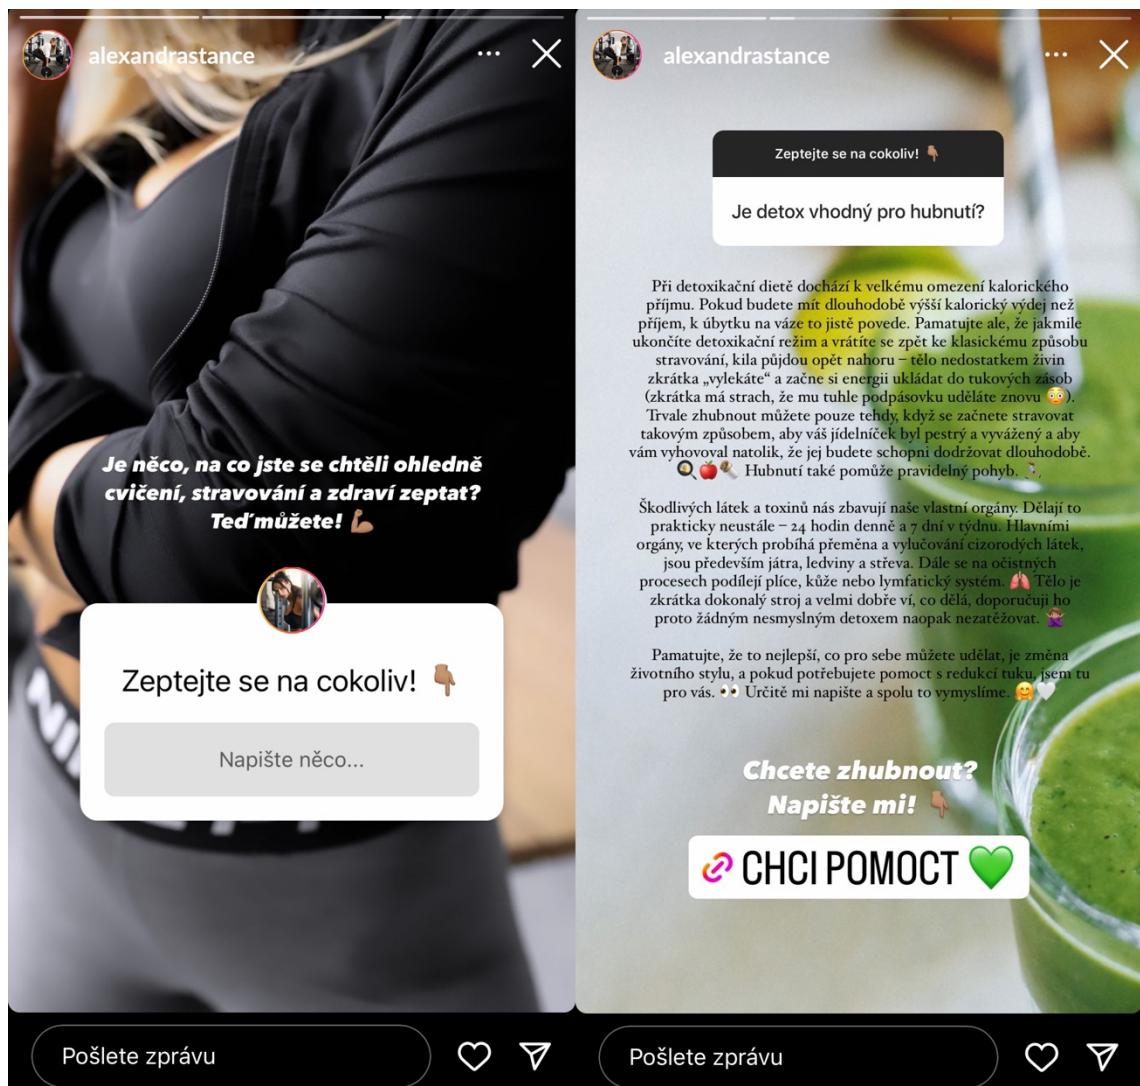 alexandrastance
Je něco, na co jste se chtěli ohledně
cvičení, stravování a zdraví zeptat?
Teď můžete! 💪🏽
Zeptejte se na cokoliv! 👇🏽
Napište něco...
Pošlete zprávu
alexandrastance
Zeptejte se na cokoliv! 👇🏽
Je detox vhodný pro hubnutí?
Při detoxikační dietě dochází k velkému omezení kalorického
příjmu. Pokud budete mít dlouhodobě vyšší kalorický výdej než
příjem, k úbytku na váze to jistě povede. Pamatujte ale, že jakmile
ukončíte detoxikační režim a vrátíte se zpět ke klasickému způsobu
stravování, kila půjdou opět nahoru – tělo nedostatkem živin
zkrátka „vylekáte“ a začne si energii ukládat do tukových zásob
(zkrátka má strach, že mu tuhle podpásovku uděláte znovu 😳).
Trvale zhubnout můžete pouze tehdy, když se začnete stravovat
takovým způsobem, aby váš jídelníček byl pestrý a vyvážený a aby
vám vyhovoval natolik, že jej budete schopni dodržovat dlouhodobě.
🍳🍎🥄 Hubnutí také pomůže pravidelný pohyb. 🏃🏽‍♀️
Škodlivých látek a toxinů nás zbavují naše vlastní orgány. Dělají to
prakticky neustále – 24 hodin denně a 7 dní v týdnu. Hlavními
orgány, ve kterých probíhá přeměna a vylučování cizorodých látek,
jsou především játra, ledviny a střeva. Dále se na očistných
procesech podílejí plíce, kůže nebo lymfatický systém. 🫁 Tělo je
zkrátka dokonalý stroj a velmi dobře ví, co dělá, doporučuji ho
proto žádným nesmyslným detoxem naopak nezatěžovat. 🙅🏽‍♀️
Pamatujte, že to nejlepší, co pro sebe můžete udělat, je změna
životního stylu, a pokud potřebujete pomoct s redukcí tuku, jsem tu
pro vás. 👀 Určitě mi napište a spolu to vymyslíme. 🤗🤍
Chcete zhubnout?
Napište mi! 👇🏽
CHCI POMOCT 💚
Pošlete zprávu